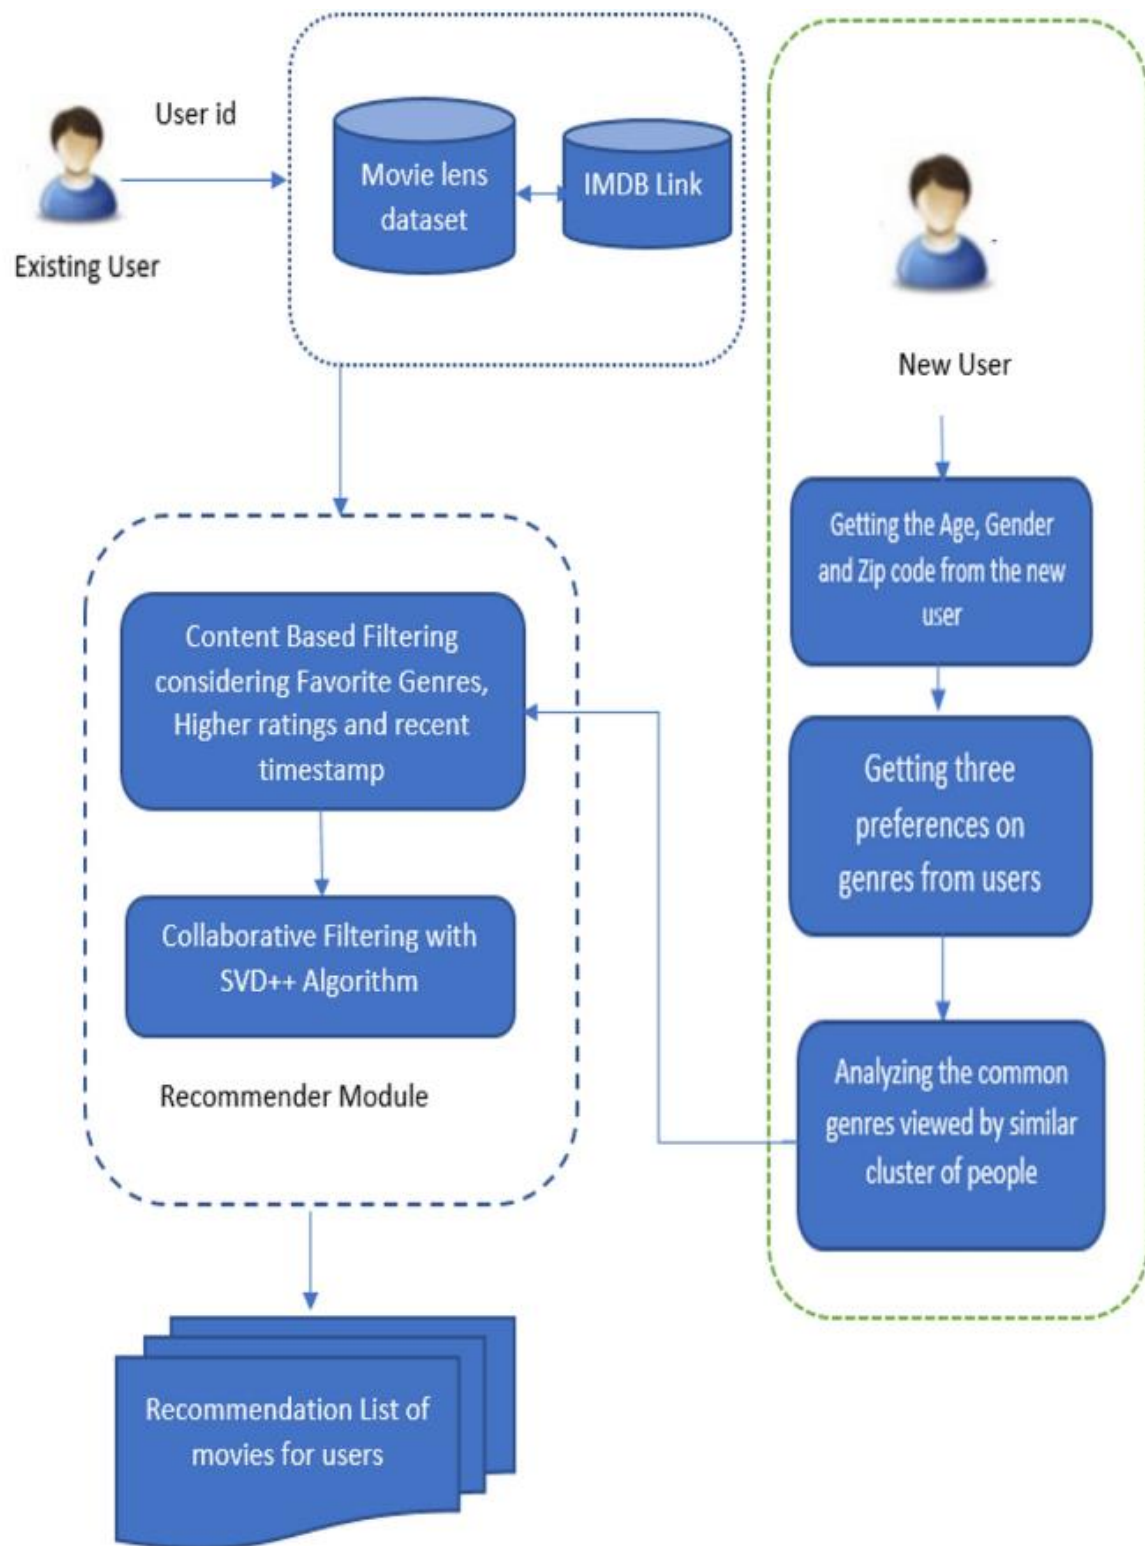 User id
Existing User
Movie lens
dataset
IMDB Link
New User
Getting the Age, Gender
and Zip code from the new
user
Getting three
preferences on
genres from users
Analyzing the common
genres viewed by similar
cluster of people
Content Based Filtering
considering Favorite Genres,
Higher ratings and recent
timestamp
Collaborative Filtering with
SVD++ Algorithm
Recommender Module
Recommendation List of
movies for users